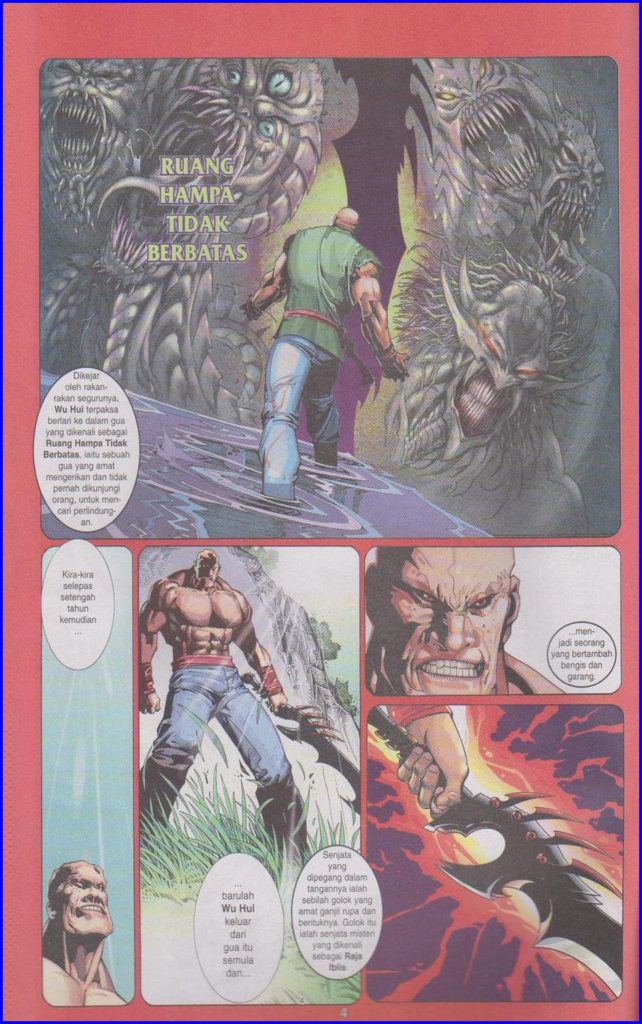 RUANG
HAMPA
TIDAK
BERBATAS
Dikejar
oleh rakan-
rakan segurunya,
Wu Hui terpaksa
berlari ke dalam gua
yang dikenali sebagai
Ruang Hampa Tidak
Berbatas, iaitu sebuah
gua yang amat
mengerikan dan tidak
pernah dikunjungi
orang, untuk men-
cari perlindung-
an.
Kira-kira
selepas
setengah
tahun
kemudian
...
...
barulah
Wu Hui
keluar
dari
gua itu
semula
dan...
...men-
jadi seorang
yang bertambah
bengis dan
garang.
Senjata
yang
dipegang dalam
tangannya ialah
sebilah golok yang
amat ganjil rupa dan
bentuknya. Golok itu
ialah senjata misteri
yang dikenali
sebagai Raja
Iblis.
4